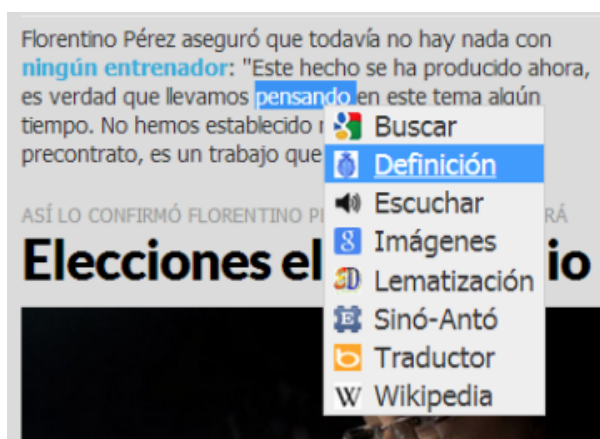 Florentino Pérez aseguró que todavía no hay nada con
ningún entrenador: "Este hecho se ha producido ahora,
es verdad que llevamos pensando en este tema algún
tiempo. No hemos establecido
precontrato, es un trabajo que
Buscar
Definición
Escuchar
Imágenes
Lematización
Sinó-Antó
Traductor
Wikipedia
ASÍ LO CONFIRMÓ FLORENTINO RÁ
Elecciones el io